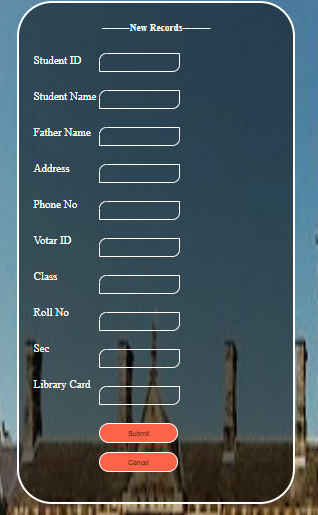 ----------New Records----------
Student ID
Student Name
Father Name
Address
Phone No
Votar ID
Class
Roll No
Sec
Library Card
Submit
Cancel